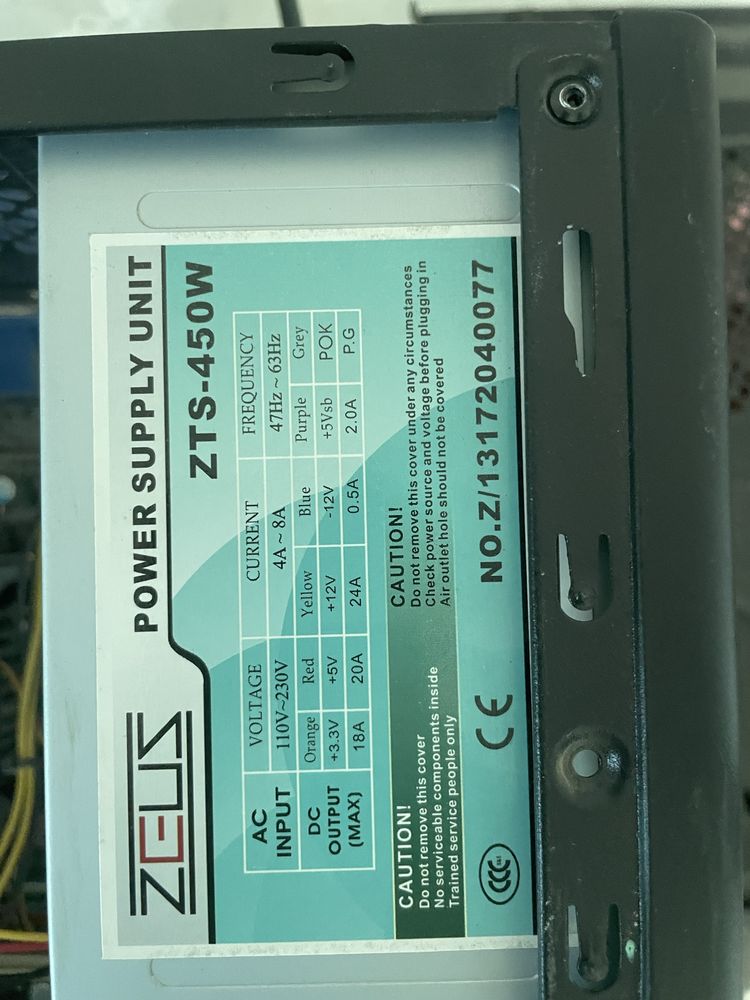 ZEUS
POWER SUPPLY UNIT
ZTS-450W
AC INPUT VOLTAGE CURRENT FREQUENCY
110V~230V 4A ~ 8A 47Hz ~ 63Hz
DC OUTPUT (MAX) Orange Red Yellow Blue Purple Grey
+3.3V +5V +12V -12V +5Vsb POK
18A 20A 24A 0.5A 2.0A P.G
CAUTION!
Do not remove this cover
No serviceable components inside
Trained service people only
CAUTION!
Do not remove this cover under any circumstances
Check power source and voltage before plugging in
Air outlet hole should not be covered
CCC
CE
NO.Z/13172040077